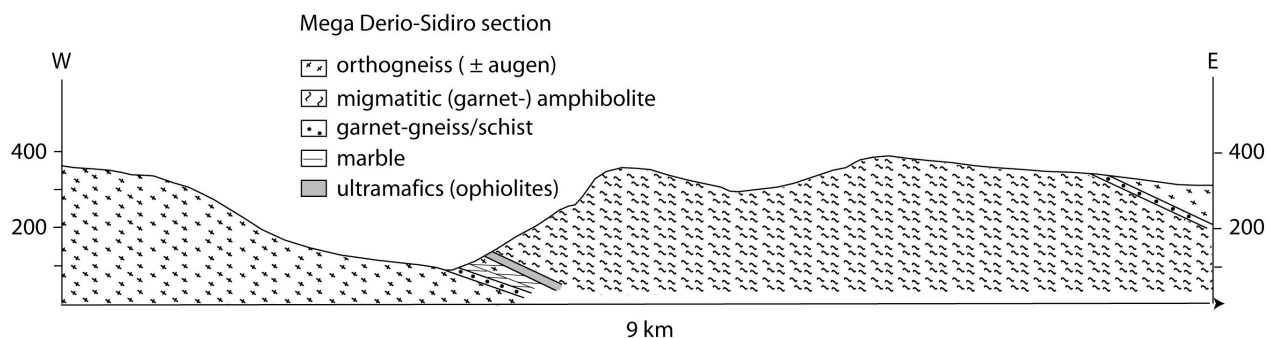 Mega Derio-Sidiro section
W
E
orthogneiss ( ± augen)
migmatitic (garnet-) amphibolite
garnet-gneiss/schist
400
marble
400
ultramafics (ophiolites)
200
200
9 km